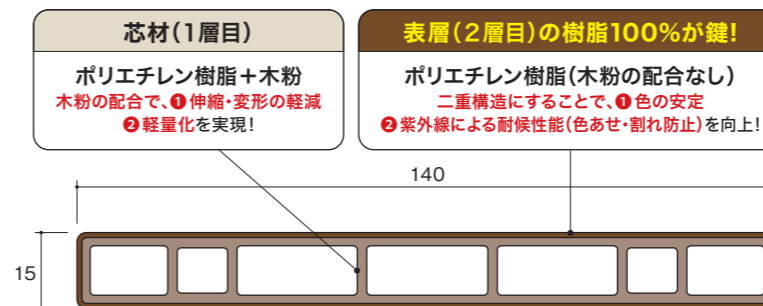 芯材（1層目）
ポリエチレン樹脂＋木粉
木粉の配合で、❶伸縮・変形の軽減
❷軽量化を実現！
表層（2層目）の樹脂100%が鍵！
ポリエチレン樹脂（木粉の配合なし）
二重構造にすることで、❶色の安定
❷紫外線による耐候性能（色あせ・割れ防止）を向上！
140
15